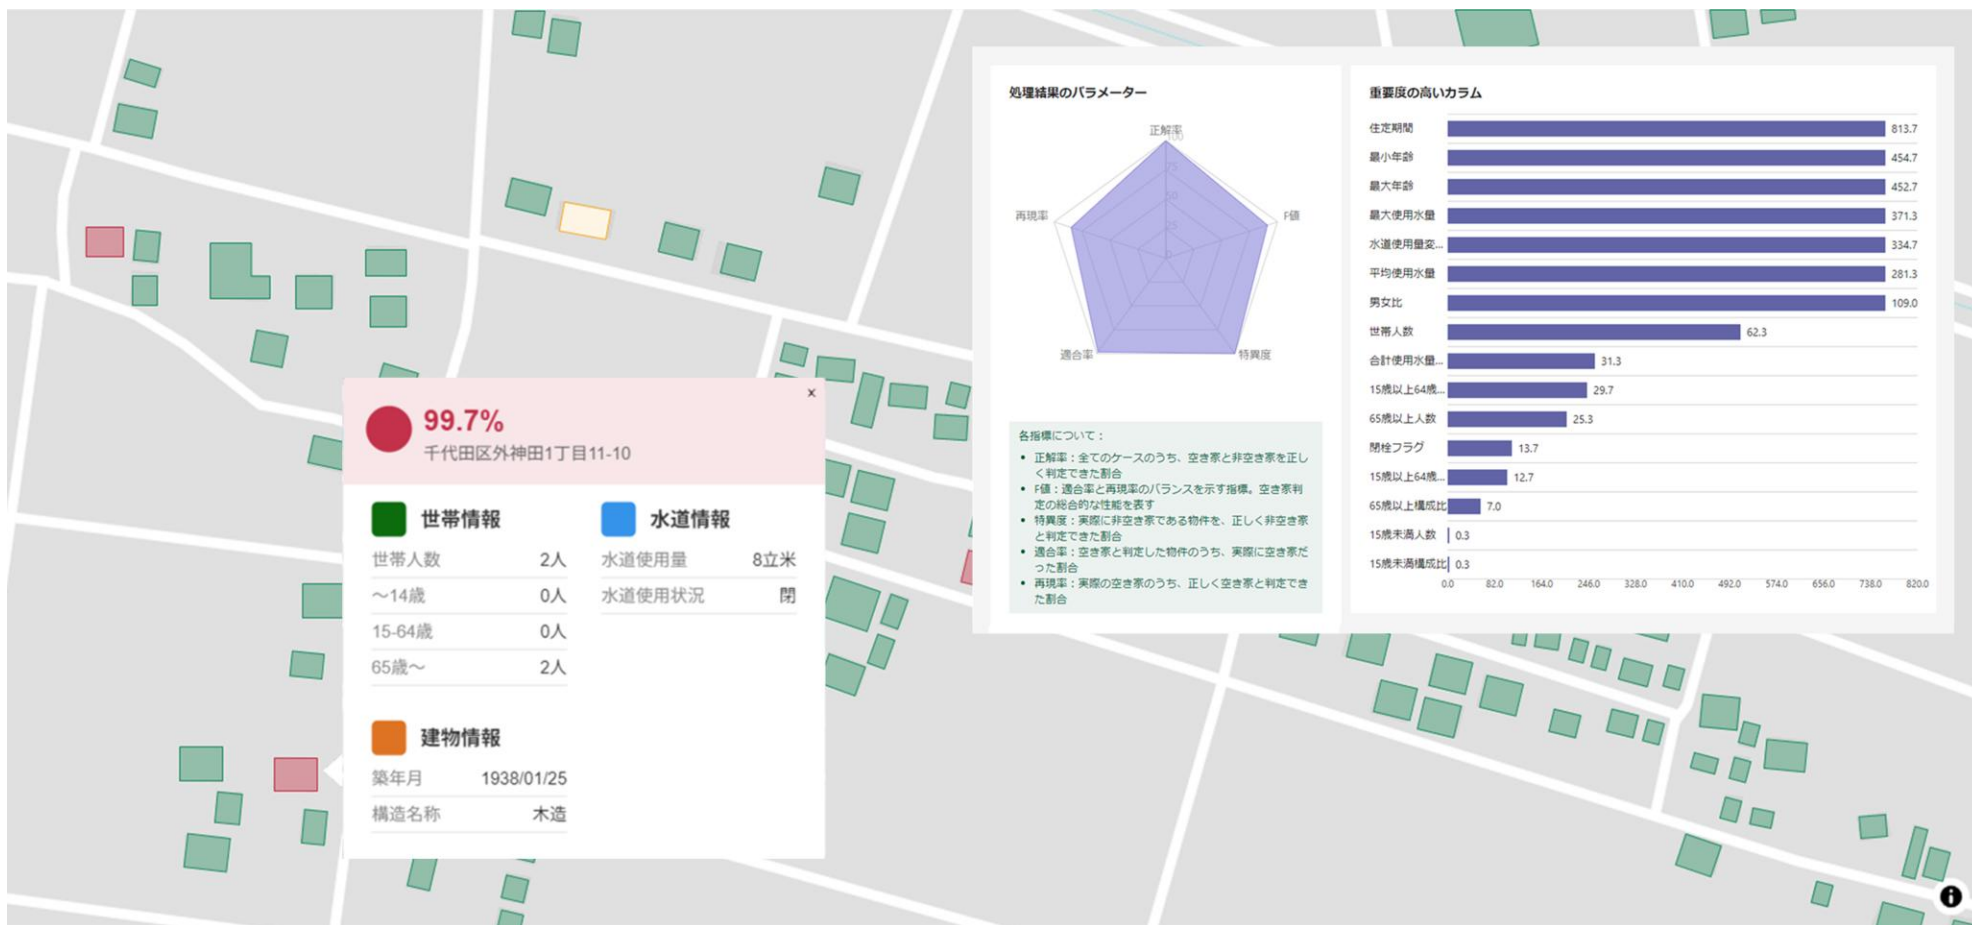 99.7%
千代田区外神田1丁目11-10
x
世帯情報
世帯人数 2人
～14歳 0人
15-64歳 0人
65歳～ 2人
水道情報
水道使用量 8立米
水道使用状況 閉
建物情報
築年月 1938/01/25
構造名称 木造
処理結果のパラメーター
正解率
100
75
50
25
0
再現率
F値
適合率
特異度
各指標について：
• 正解率：全てのケースのうち、空き家と非空き家を正し
く判定できた割合
• F値：適合率と再現率のバランスを示す指標。空き家判
定の総合的な性能を表す
• 特異度：実際に非空き家である物件を、正しく非空き家
と判定できた割合
• 適合率：空き家と判定した物件のうち、実際に空き家だ
った割合
• 再現率：実際の空き家のうち、正しく空き家と判定でき
た割合
重要度の高いカラム
住定期間 813.7
最小年齢 454.7
最大年齢 452.7
最大使用水量 371.3
水道使用量変... 334.7
平均使用水量 281.3
男女比 109.0
世帯人数 62.3
合計使用水量... 31.3
15歳以上64歳... 29.7
65歳以上人数 25.3
閉栓フラグ 13.7
15歳以上64歳... 12.7
65歳以上構成比 7.0
15歳未満人数 0.3
15歳未満構成比 0.3
0.0 82.0 164.0 246.0 328.0 410.0 492.0 574.0 656.0 738.0 820.0